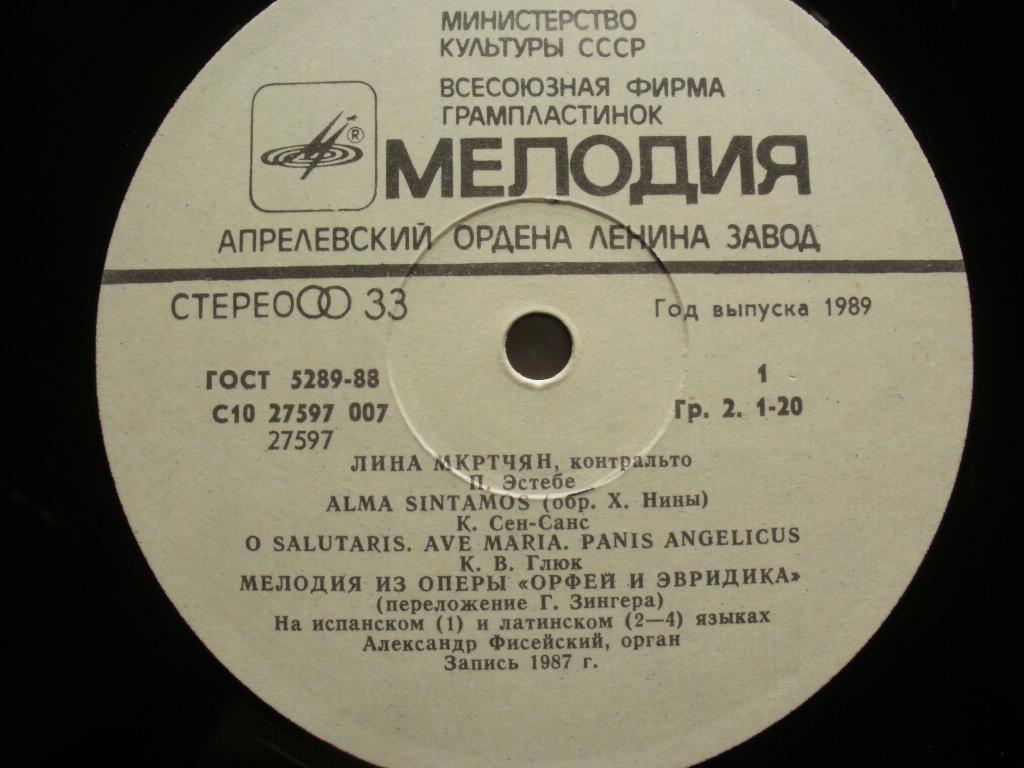 МИНИСТЕРСТВО
КУЛЬТУРЫ СССР
ВСЕСОЮЗНАЯ ФИРМА
ГРАМПЛАСТИНОК
®
МЕЛОДИЯ
АПРЕЛЕВСКИЙ ОРДЕНА ЛЕНИНА ЗАВОД
СТЕРЕО 33
Год выпуска 1989
ГОСТ 5289-88
1
С10 27597 007
Гр. 2. 1-20
27597
ЛИНА МКРТЧЯН, контральто
П. Эстебе
ALMA SINTAMOS (обр. Х. Нины)
К. Сен-Санс
O SALUTARIS. AVE MARIA. PANIS ANGELICUS
К. В. Глюк
МЕЛОДИЯ ИЗ ОПЕРЫ «ОРФЕЙ И ЭВРИДИКА»
(переложение Г. Зингера)
На испанском (1) и латинском (2—4) языках
Александр Фисейский, орган
Запись 1987 г.